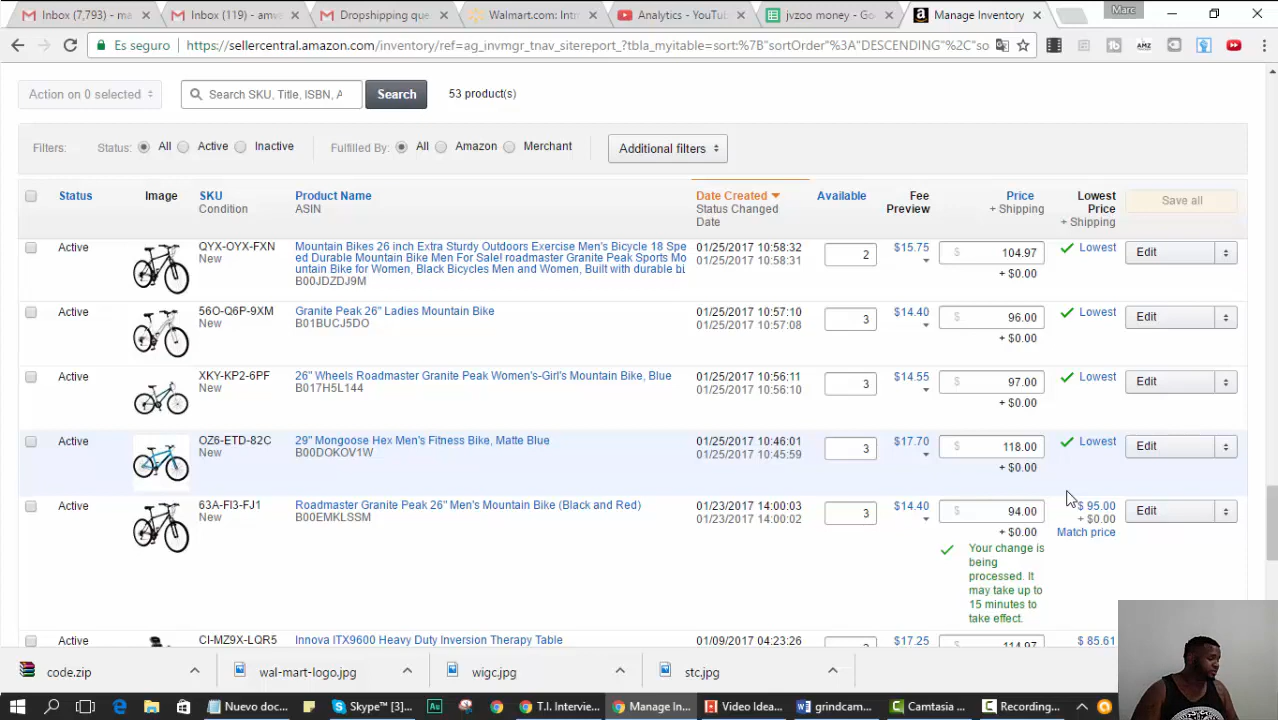 Inbox (7,793) - ma
Inbox (119) - amw
Dropshipping que
Walmart.com: Intr
Analytics - YouTu
jvzoo money - Goo
Manage Inventory
Marc
Es seguro
https://sellercentral.amazon.com/inventory/ref=ag_invmgr_tnav_sitereport_?tbla_myitable=sort:%7B"sortOrder"%3A"DESCENDING"%2C"so
Action on 0 selected
Search SKU, Title, ISBN, A
Search
53 product(s)
Filters:
Status:
All
Active
Inactive
Fulfilled By:
All
Amazon
Merchant
Additional filters
Status
Image
SKU
Condition
Product Name
ASIN
Date Created
Status Changed
Date
Available
Fee
Preview
Price
+ Shipping
Lowest
Price
+ Shipping
Save all
Active
QYX-OYX-FXN
New
Mountain Bikes 26 inch Extra Sturdy Outdoors Exercise Men's Bicycle 18 Spe
ed Durable Mountain Bike Men For Sale! roadmaster Granite Peak Sports Mo
untain Bike for Women, Black Bicycles Men and Women, Built with durable bi
B00JDZDJ9M
01/25/2017 10:58:32
01/25/2017 10:58:31
2
$15.75
$ 104.97
+ $0.00
Lowest
Edit
Active
56O-Q6P-9XM
New
Granite Peak 26" Ladies Mountain Bike
B01BUCJ5DO
01/25/2017 10:57:10
01/25/2017 10:57:08
3
$14.40
$ 96.00
+ $0.00
Lowest
Edit
Active
XKY-KP2-6PF
New
26" Wheels Roadmaster Granite Peak Women's-Girl's Mountain Bike, Blue
B017H5L144
01/25/2017 10:56:11
01/25/2017 10:56:10
3
$14.55
$ 97.00
+ $0.00
Lowest
Edit
Active
OZ6-ETD-82C
New
29" Mongoose Hex Men's Fitness Bike, Matte Blue
B00DOKOV1W
01/25/2017 10:46:01
01/25/2017 10:45:59
3
$17.70
$ 118.00
+ $0.00
Lowest
Edit
Active
63A-FI3-FJ1
New
Roadmaster Granite Peak 26" Men's Mountain Bike (Black and Red)
B00EMKLSSM
01/23/2017 14:00:03
01/23/2017 14:00:02
3
$14.40
$ 94.00
+ $0.00
$ 95.00
+ $0.00
Match price
Edit
Your change is
being
processed. It
may take up to
15 minutes to
take effect.
Active
CI-MZ9X-LQR5
Innova ITX9600 Heavy Duty Inversion Therapy Table
01/09/2017 04:23:26
$17.25
114.97
$ 85.61
code.zip
wal-mart-logo.jpg
wigc.jpg
stc.jpg
Nuevo doc...
Skype™ [3]...
T.I. Intervie...
Manage In...
Video Idea...
grindcam...
Camtasia ...
Recording...